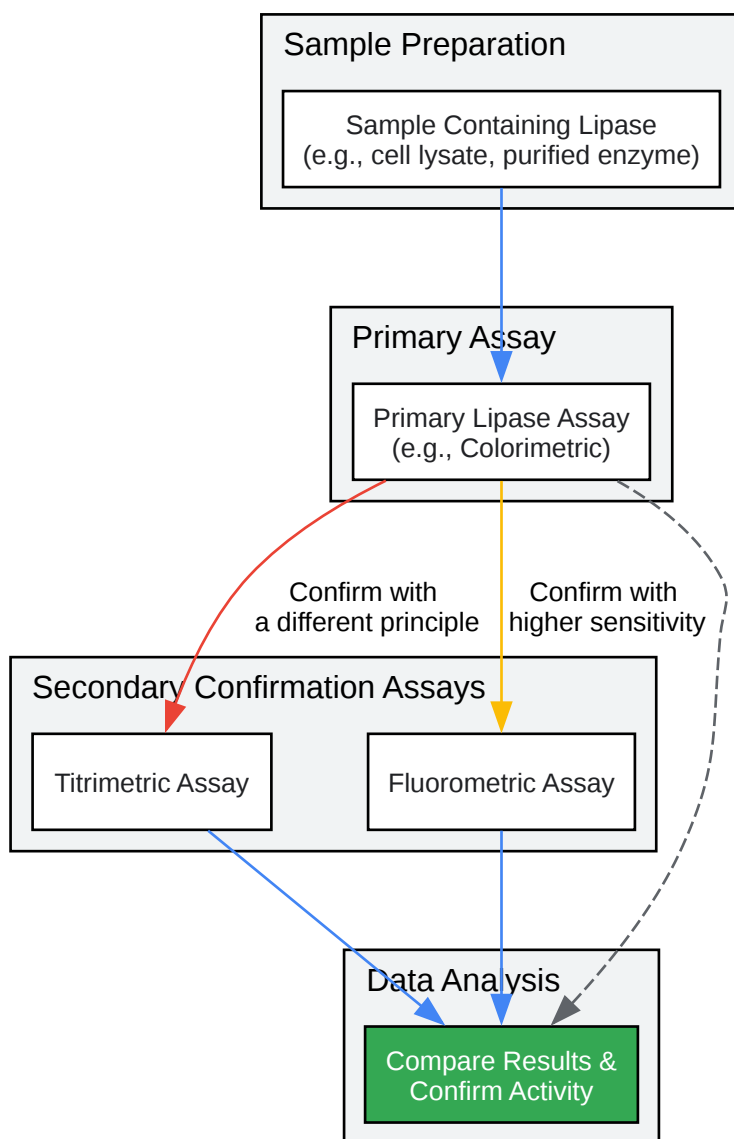 Sample Preparation
Sample Containing Lipase
(e.g., cell lysate, purified enzyme)
Primary Assay
Primary Lipase Assay
(e.g., Colorimetric)
Confirm with
a different principle
Confirm with
higher sensitivity
Secondary Confirmation Assays
Titrimetric Assay
Fluorometric Assay
Data Analysis
Compare Results &
Confirm Activity